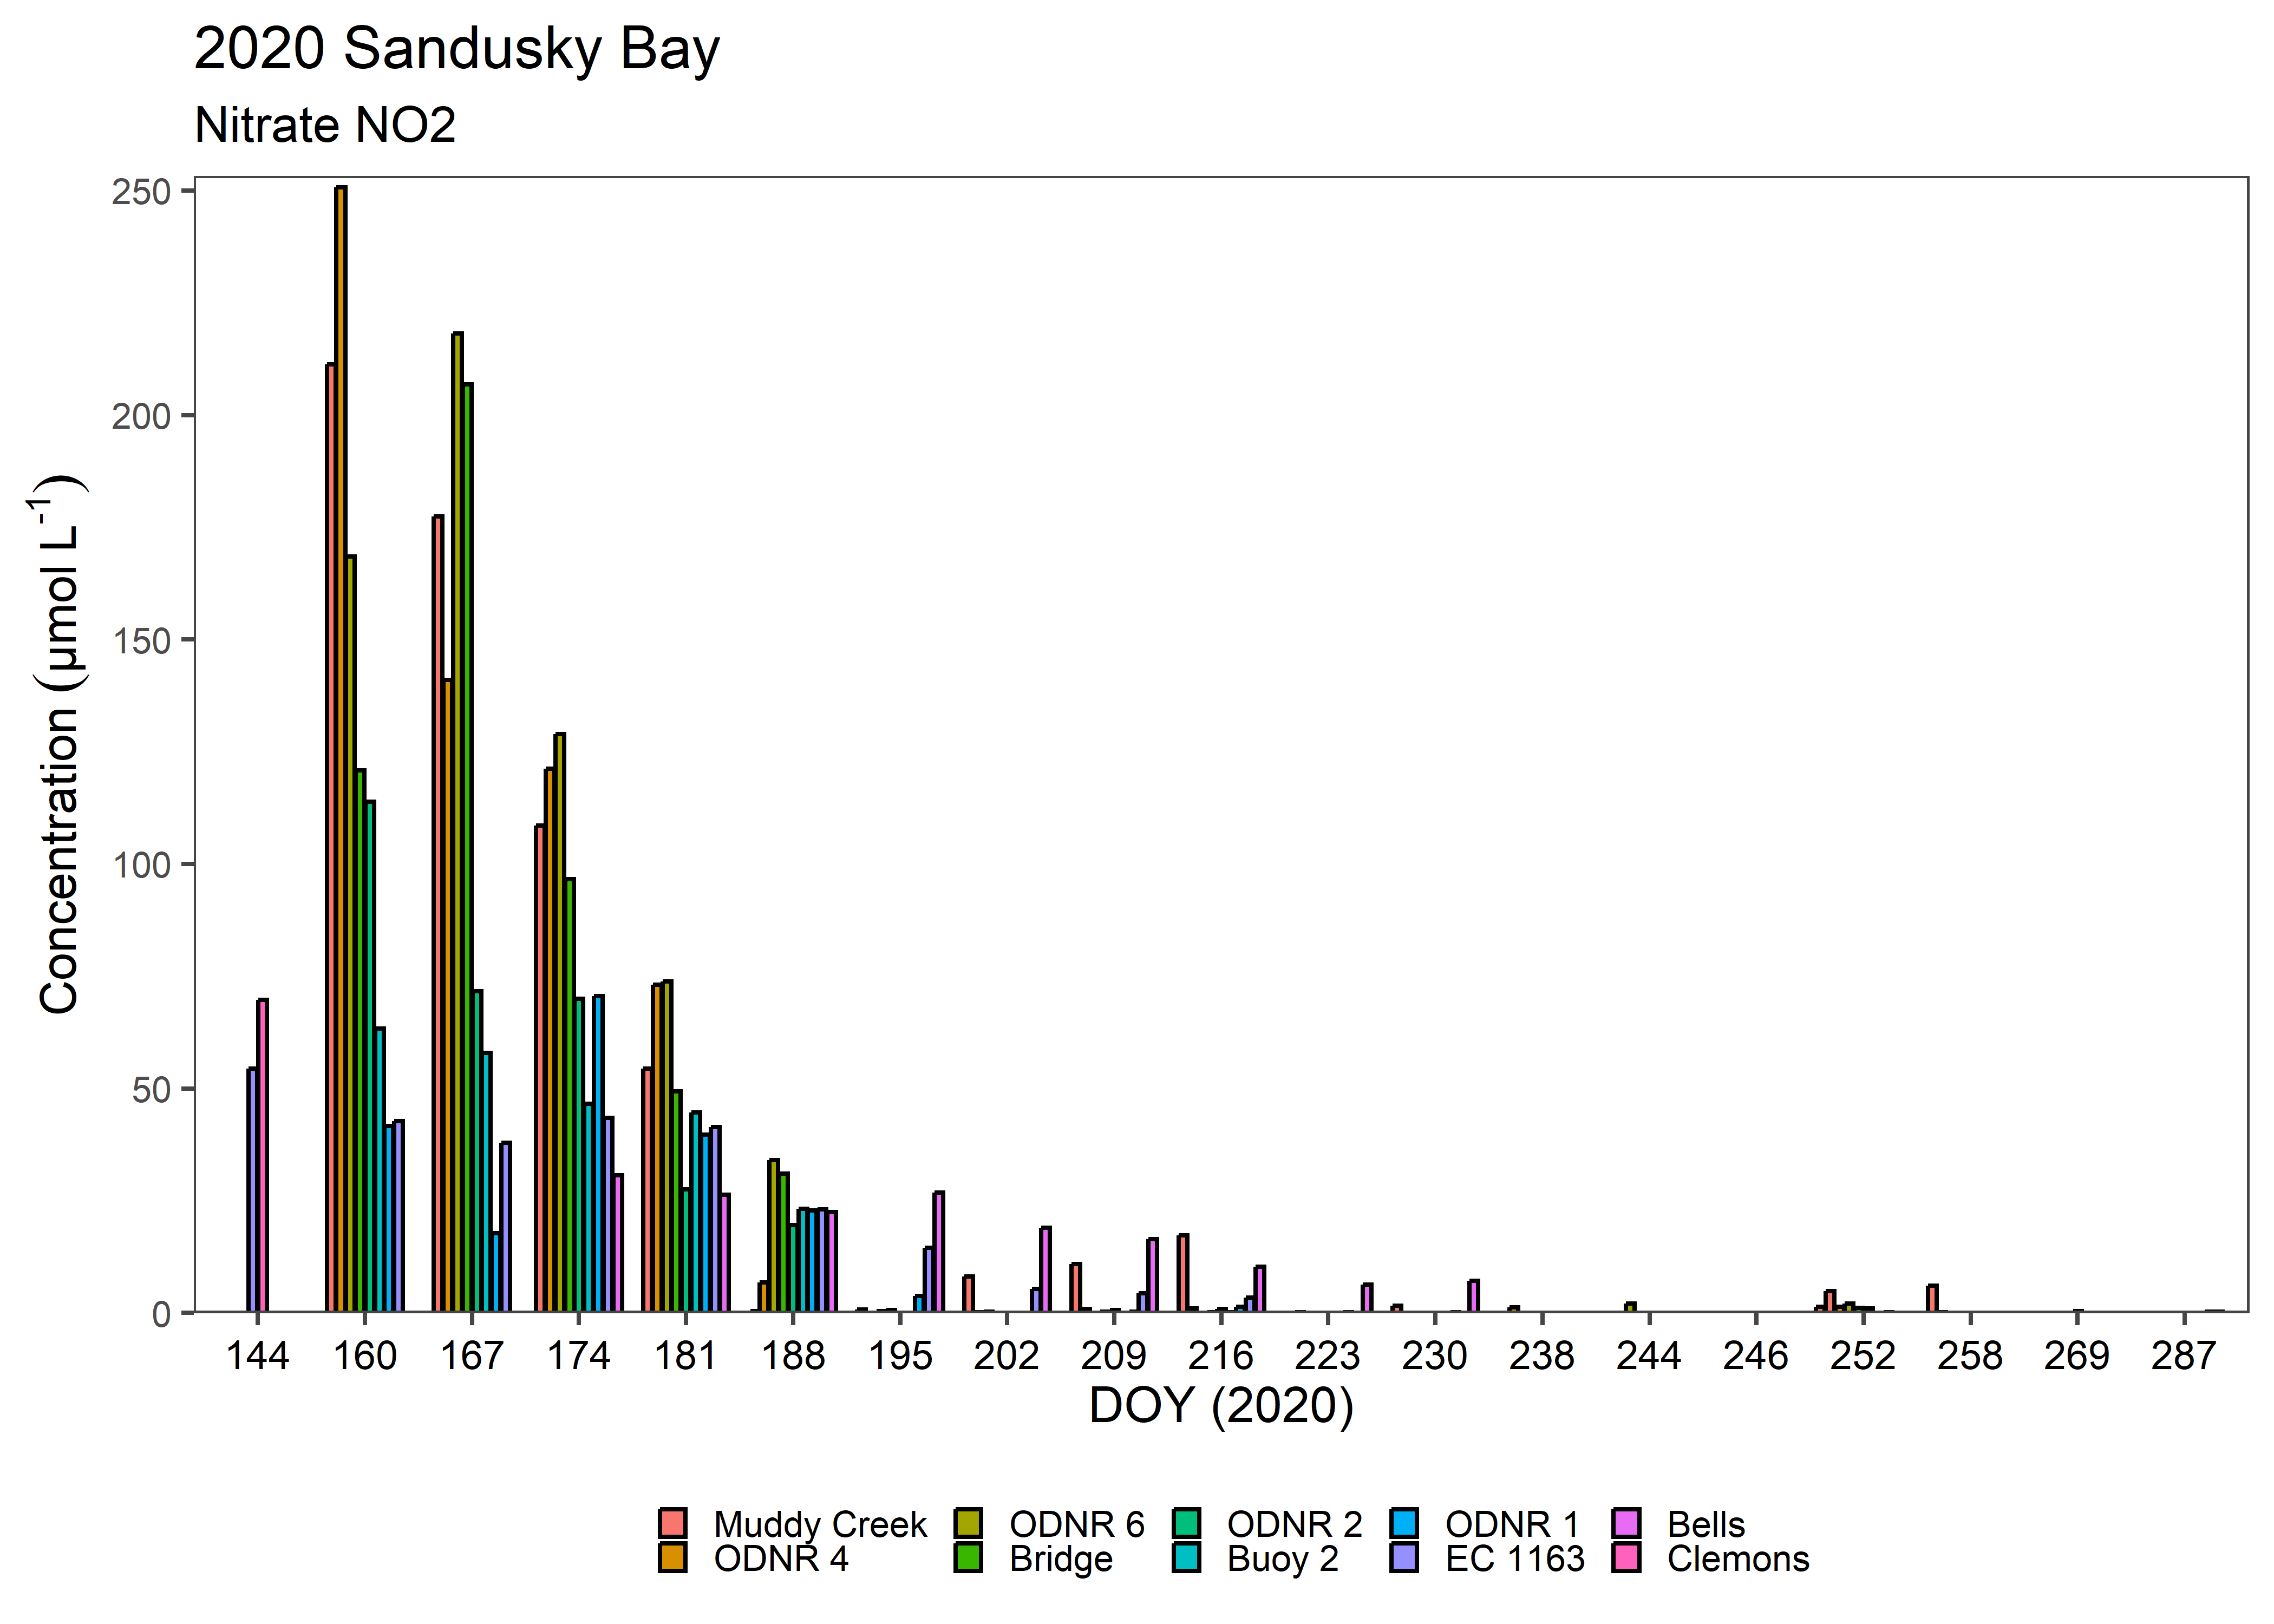 2020 Sandusky Bay
Nitrate NO2
Concentration (µmol L⁻¹)
250
200
150
100
50
0
144 160 167 174 181 188 195 202 209 216 223 230 238 244 246 252 258 269 287
DOY (2020)
Muddy Creek ODNR 6 ODNR 2 ODNR 1 Bells
ODNR 4 Bridge Buoy 2 EC 1163 Clemons